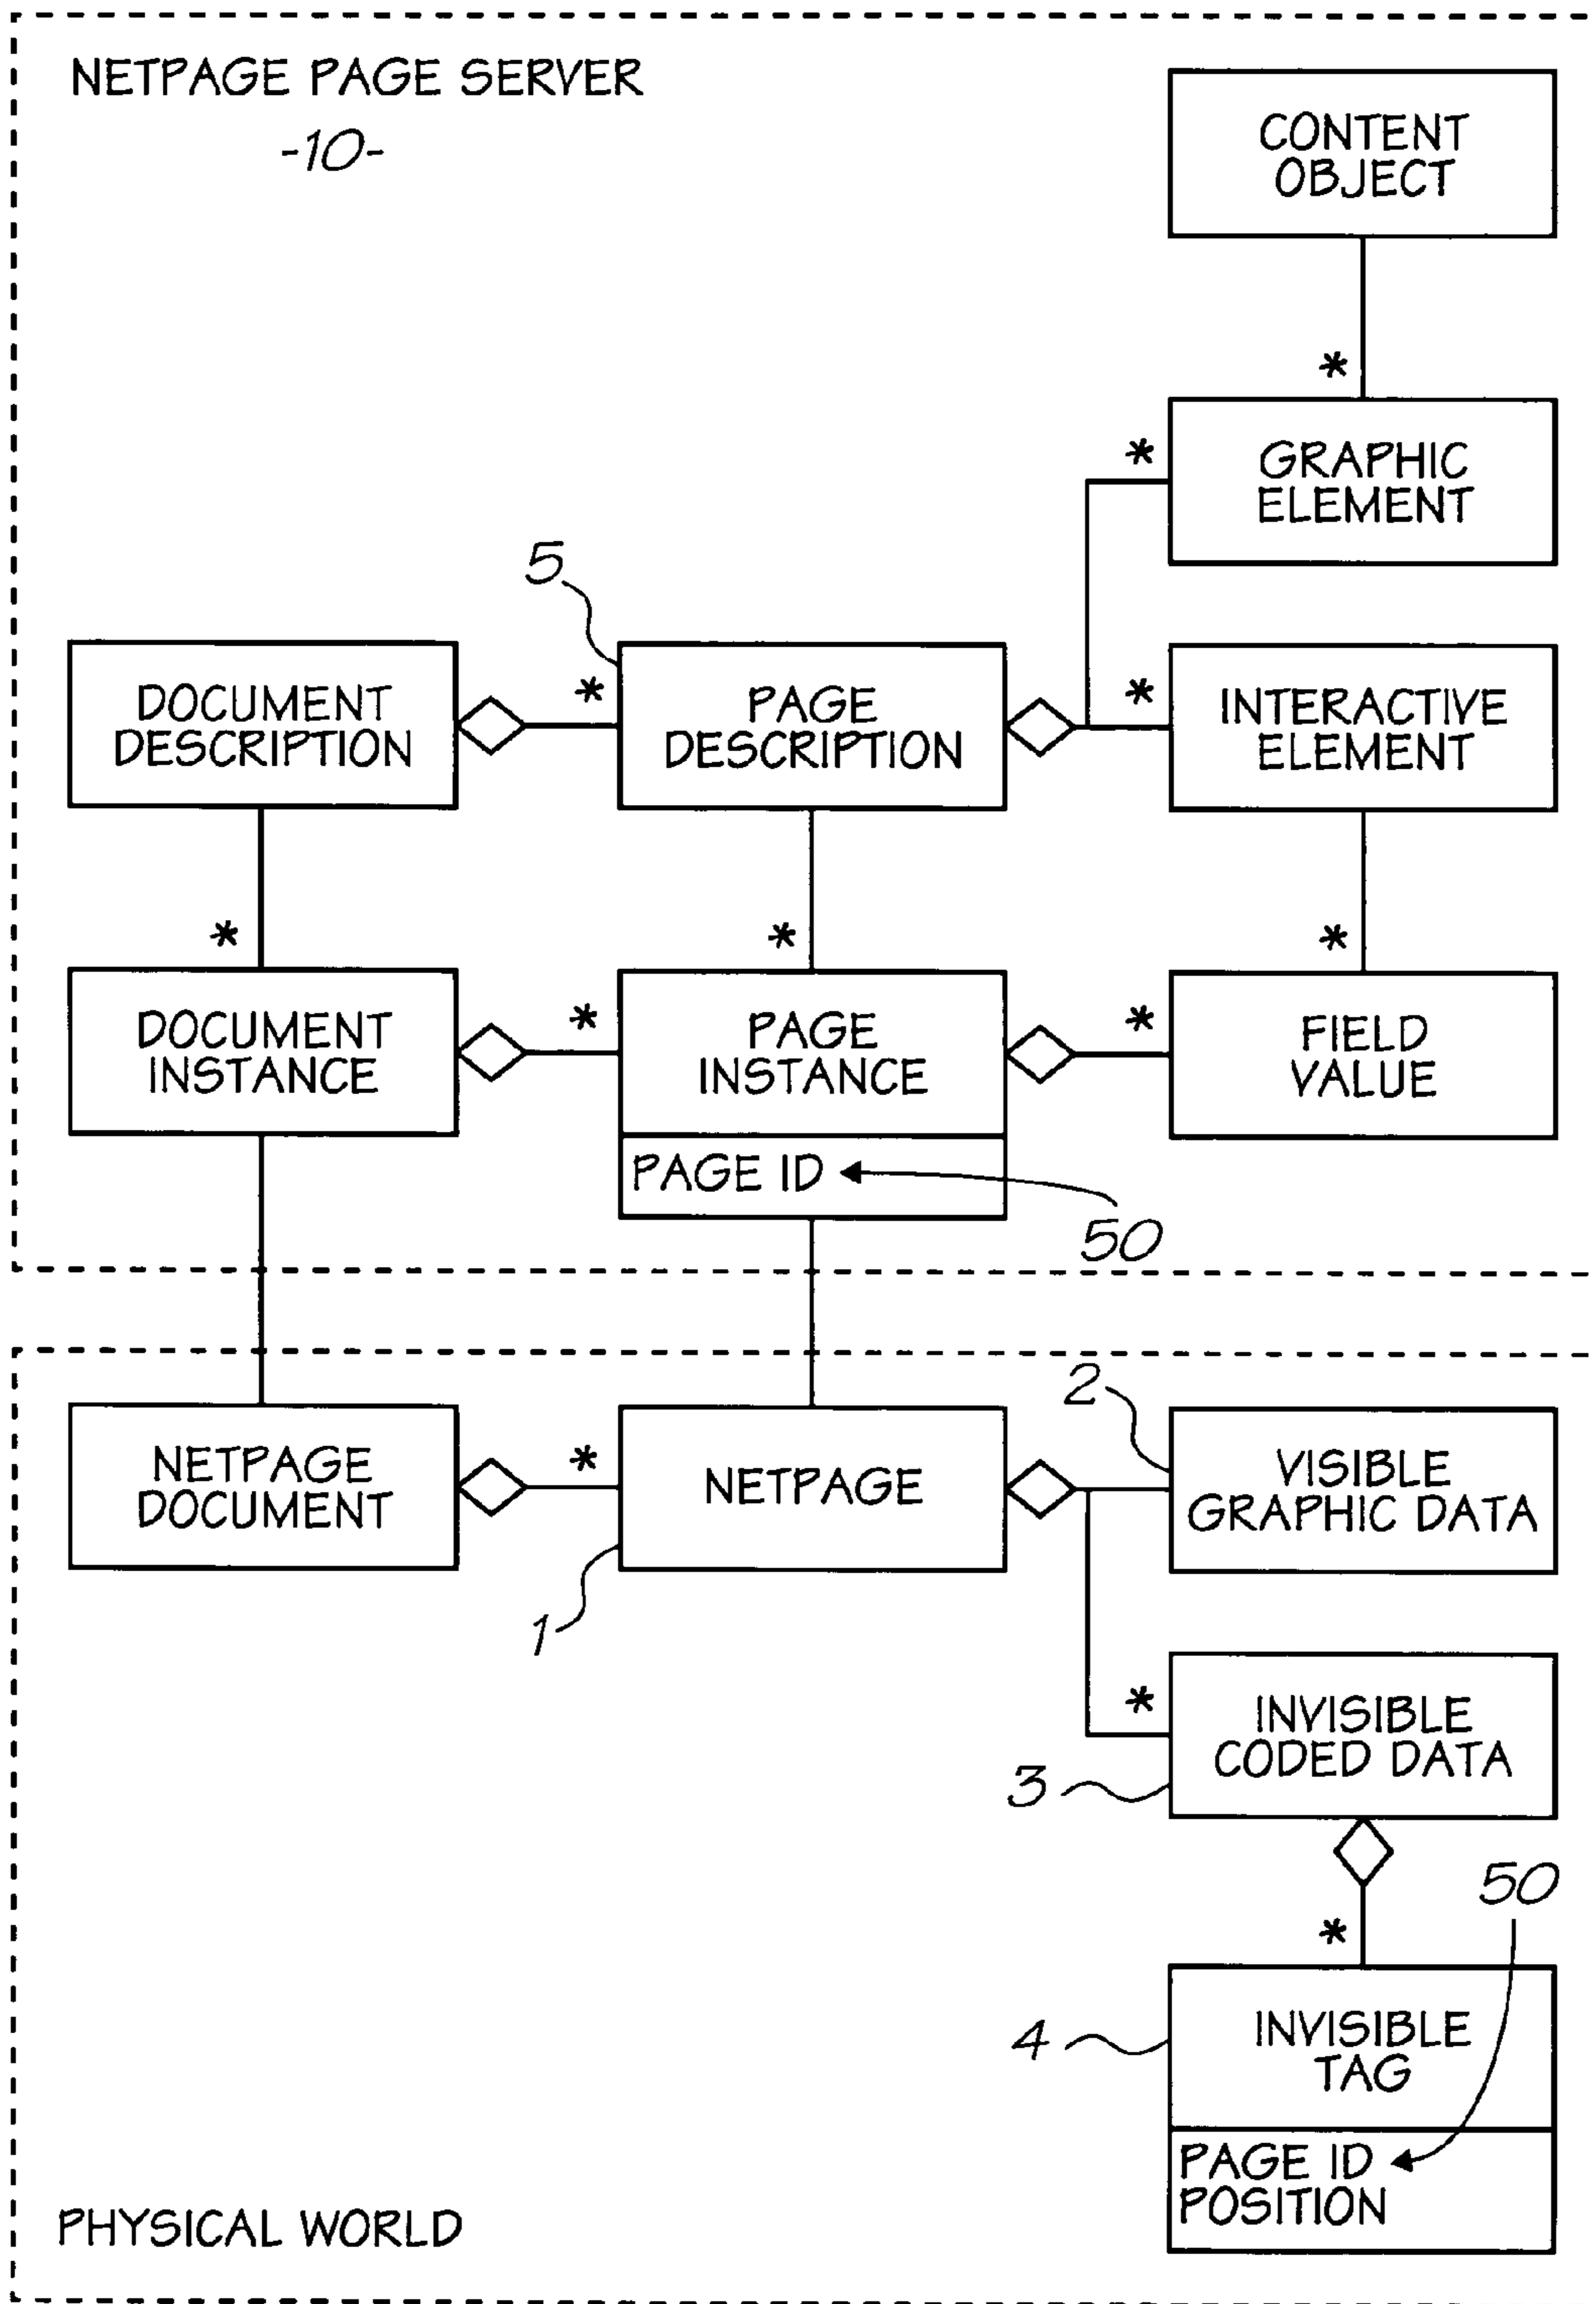 NETPAGE PAGE SERVER
-10-
CONTENT
OBJECT
*
GRAPHIC
ELEMENT
*
5
DOCUMENT
DESCRIPTION
*
PAGE
DESCRIPTION
*
INTERACTIVE
ELEMENT
*
*
*
DOCUMENT
INSTANCE
*
PAGE
INSTANCE
*
FIELD
VALUE
PAGE ID
50
NETPAGE
DOCUMENT
*
NETPAGE
1
2
VISIBLE
GRAPHIC DATA
*
INVISIBLE
CODED DATA
3
*
50
4
INVISIBLE
TAG
PAGE ID
POSITION
PHYSICAL WORLD